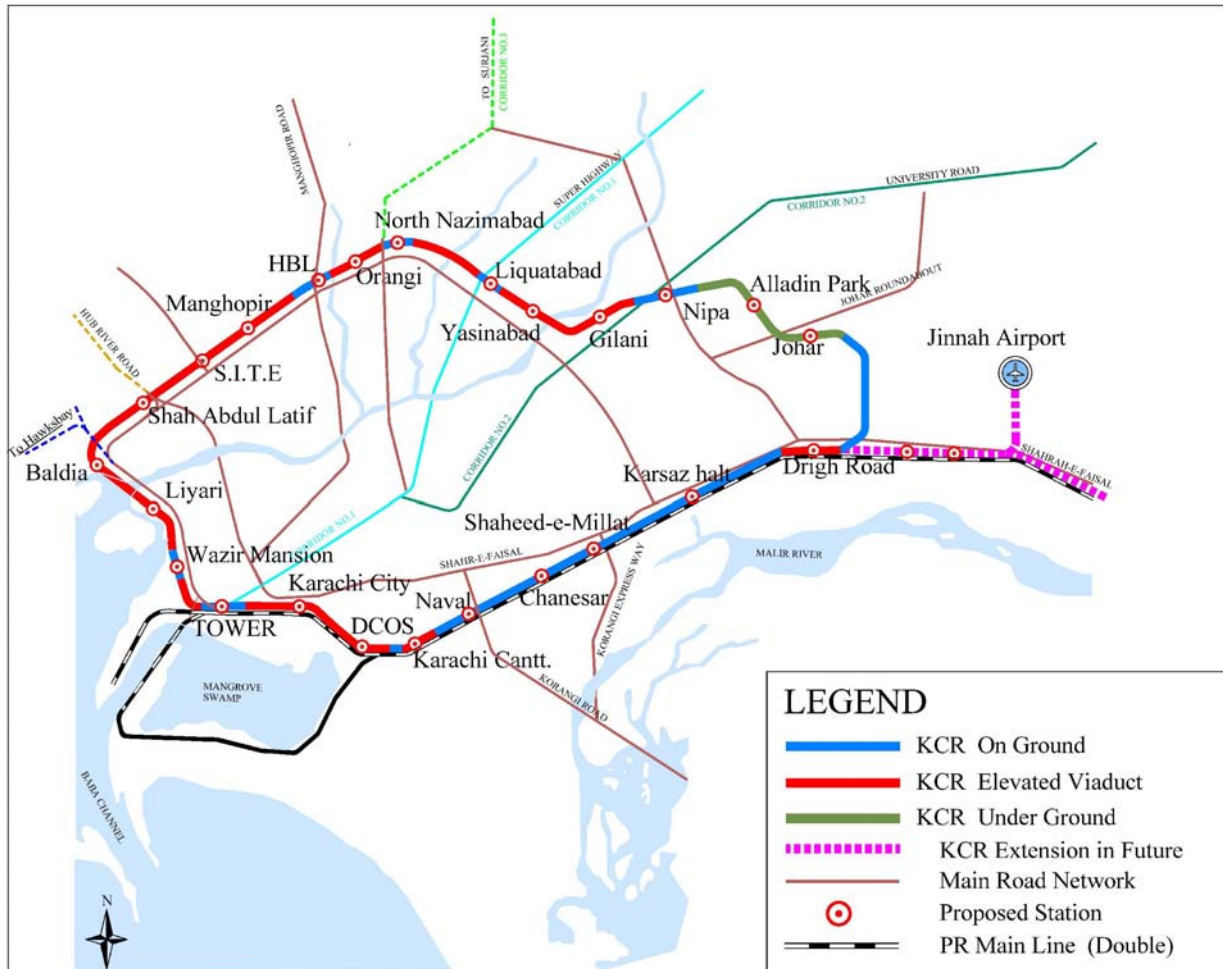 TO SURJANI
CORRIDOR NO.3
MANGHOPIR ROAD
SUPER HIGHWAY
CORRIDOR NO.1
UNIVERSITY ROAD
CORRIDOR NO.2
North Nazimabad
HBL
Orangi
Liquatabad
Alladin Park
JOHAR ROUNDABOUT
Manghopir
Yasinabad
Gilani
Nipa
Johar
Jinnah Airport
HUB RIVER ROAD
S.I.T.E
Shah Abdul Latif
CORRIDOR NO.2
To Hawksbay
Baldia
Liyari
Karsaz halt
Drigh Road
SHAHRAH-E-FAISAL
CORRIDOR NO.1
Shaheed-e-Millat
Wazir Mansion
SHAHR-E-FAISAL
MALIR RIVER
Karachi City
Naval
Chanesar
KORANGI EXPRESS WAY
TOWER
DCOS
Karachi Cantt.
MANGROVE
SWAMP
KORANGI ROAD
BABA CHANNEL
N
LEGEND
KCR On Ground
KCR Elevated Viaduct
KCR Under Ground
KCR Extension in Future
Main Road Network
Proposed Station
PR Main Line (Double)